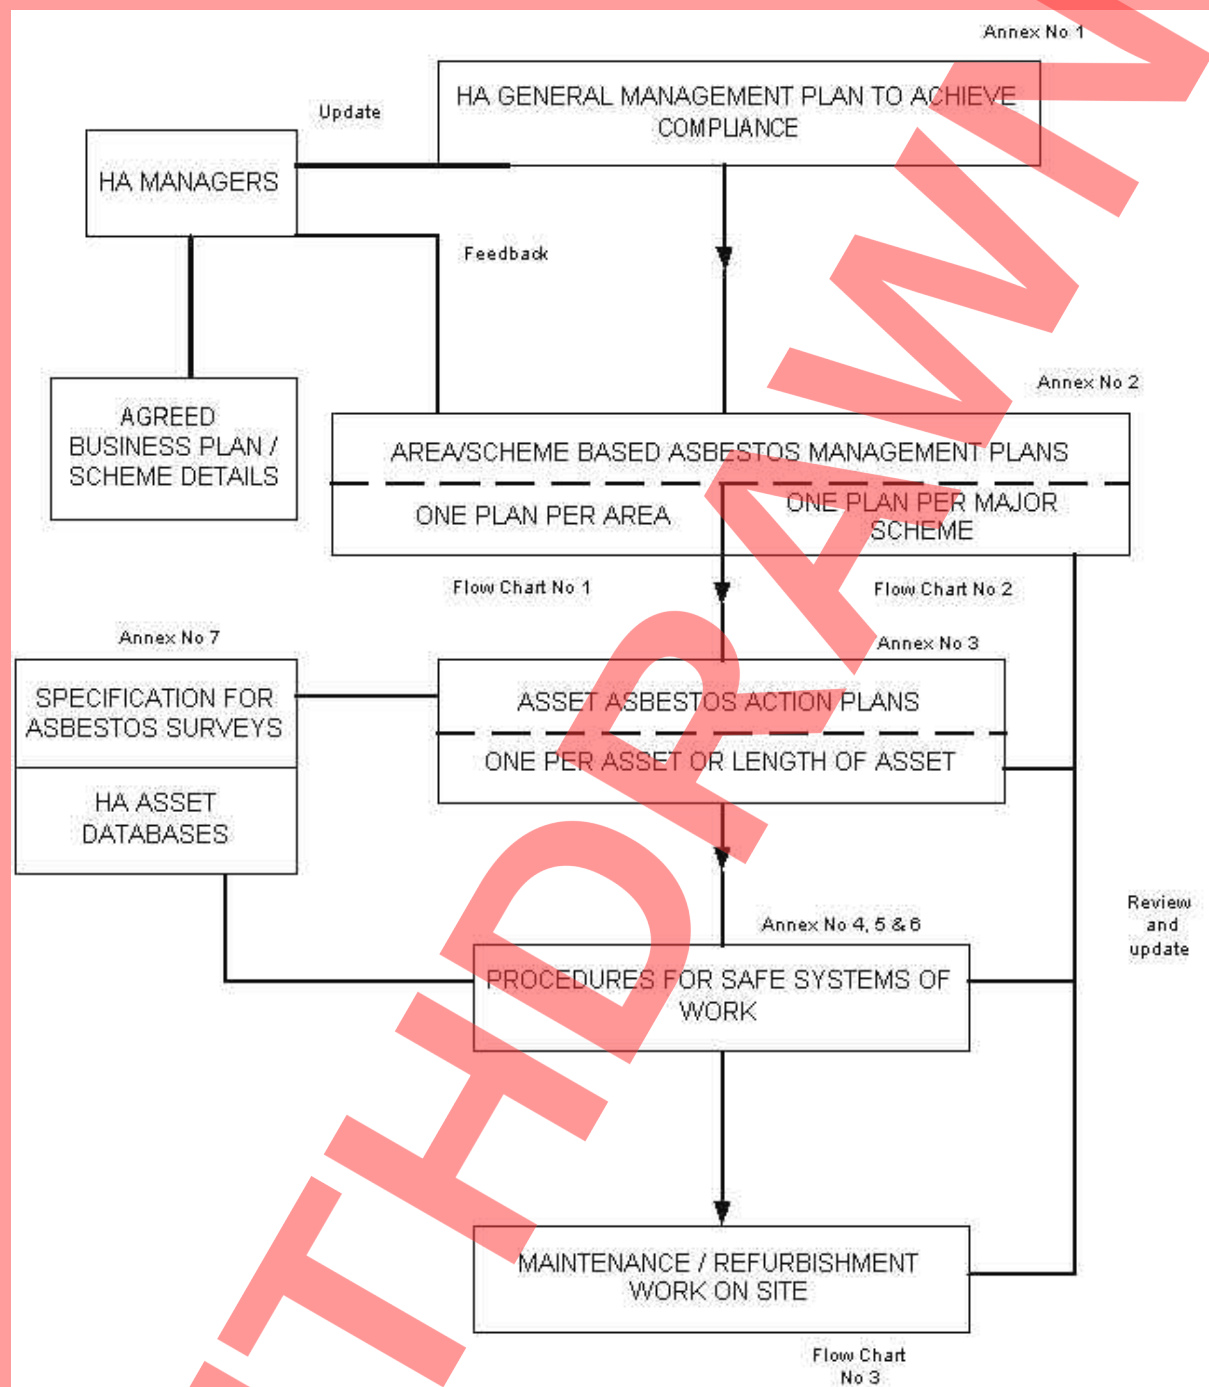 Annex No 1
HA GENERAL MANAGEMENT PLAN TO ACHIEVE
COMPLIANCE
Update
HA MANAGERS
Feedback
AGREED
BUSINESS PLAN /
SCHEME DETAILS
Annex No 2
AREA/SCHEME BASED ASBESTOS MANAGEMENT PLANS
ONE PLAN PER AREA
ONE PLAN PER MAJOR
SCHEME
Flow Chart No 1
Flow Chart No 2
Annex No 7
SPECIFICATION FOR
ASBESTOS SURVEYS
HA ASSET
DATABASES
Annex No 3
ASSET ASBESTOS ACTION PLANS
ONE PER ASSET OR LENGTH OF ASSET
Review
and
update
Annex No 4, 5 & 6
PROCEDURES FOR SAFE SYSTEMS OF
WORK
MAINTENANCE / REFURBISHMENT
WORK ON SITE
Flow Chart
No 3
THDRAWN